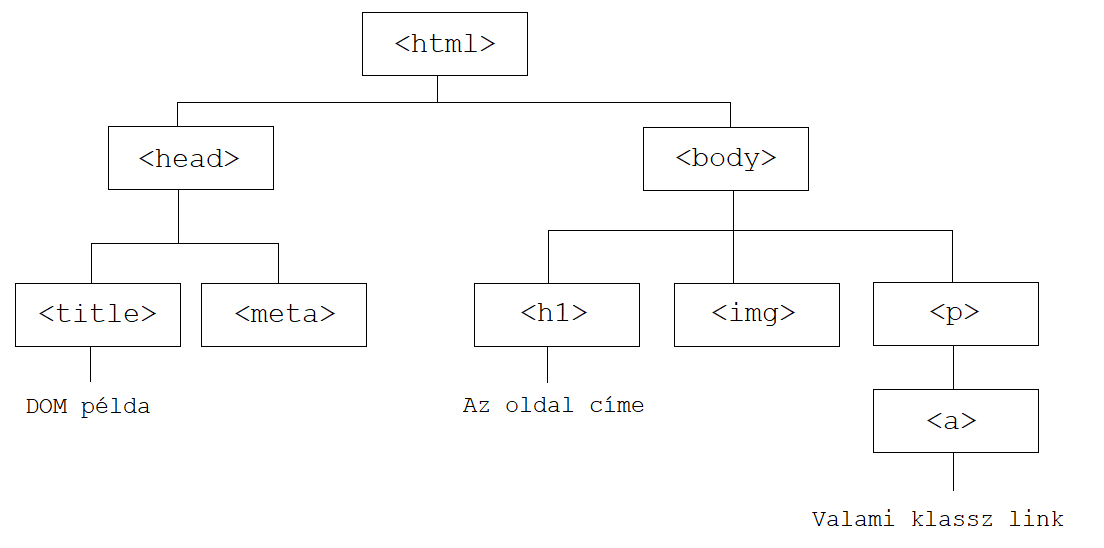 <html>
<head>
<body>
<title>
<meta>
<h1>
<img>
<p>
DOM példa
Az oldal címe
<a>
Valami klassz link